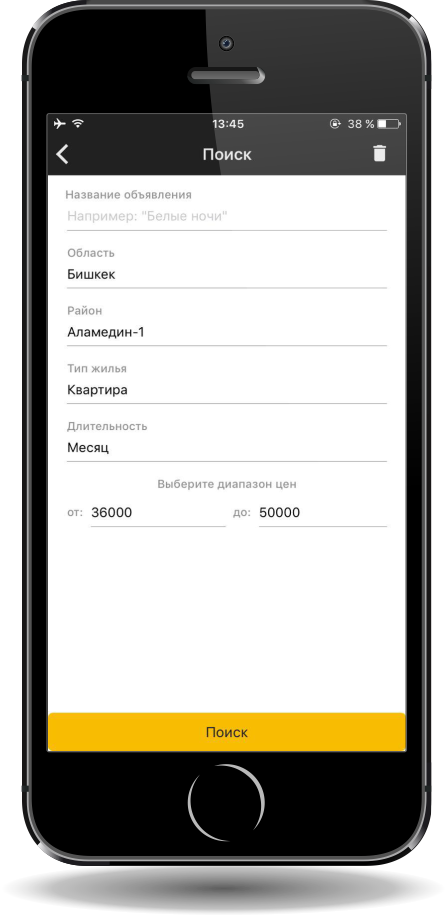 13:45
38 %
Поиск
Название объявления
Например: "Белые ночи"
Область
Бишкек
Район
Аламедин-1
Тип жилья
Квартира
Длительность
Месяц
Выберите диапазон цен
от: 36000 до: 50000
Поиск